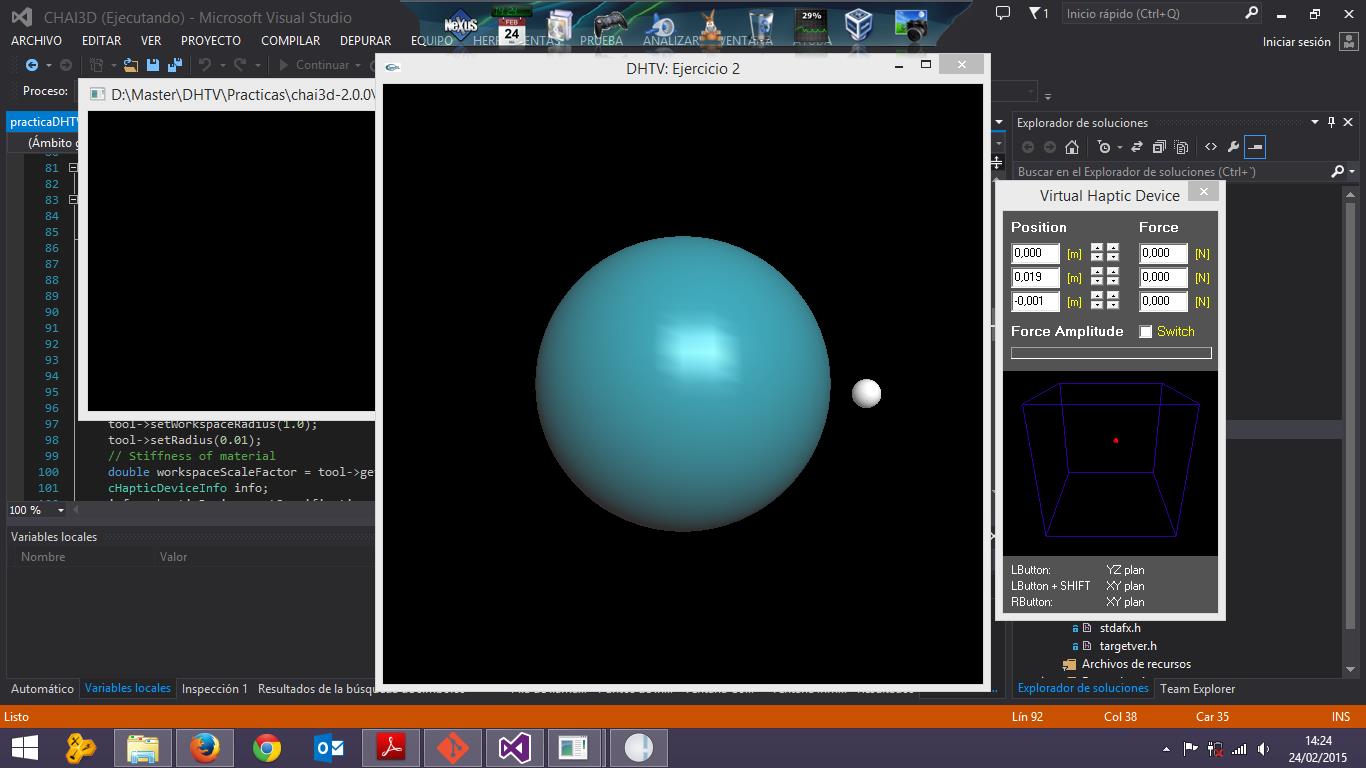 CHAI3D (Ejecutando) - Microsoft Visual Studio
NeXuS
FEB
24
29%
1
Inicio rápido (Ctrl+Q)
ARCHIVO EDITAR VER PROYECTO COMPILAR DEPURAR EQUIPO PRUEBA ANALIZAR VENTANA AYUDA
Iniciar sesión
Continuar
Proceso:
DHTV: Ejercicio 2
D:\Master\DHTV\Practicas\chai3d-2.0.0\
practicaDHTV
(Ámbito g
81
82
83
84
85
86
87
88
89
90
91
92
93
94
95
96
97 tool->setWorkspaceRadius(1.0);
98 tool->setRadius(0.01);
99 // Stiffness of material
100 double workspaceScaleFactor = tool->ge
101 cHapticDeviceInfo info;
100 %
Variables locales
Nombre Valor
Automático Variables locales Inspección 1 Resultados de la búsqu
Explorador de soluciones
Buscar en el Explorador de soluciones (Ctrl+`)
Virtual Haptic Device
Position Force
0,000 [m] 0,000 [N]
0,019 [m] 0,000 [N]
-0,001 [m] 0,000 [N]
Force Amplitude Switch
LButton: YZ plan
LButton + SHIFT XY plan
RButton: XY plan
stdafx.h
targetver.h
Archivos de recursos
Explorador de soluciones Team Explorer
Listo Lín 92 Col 38 Car 35 INS
14:24
24/02/2015